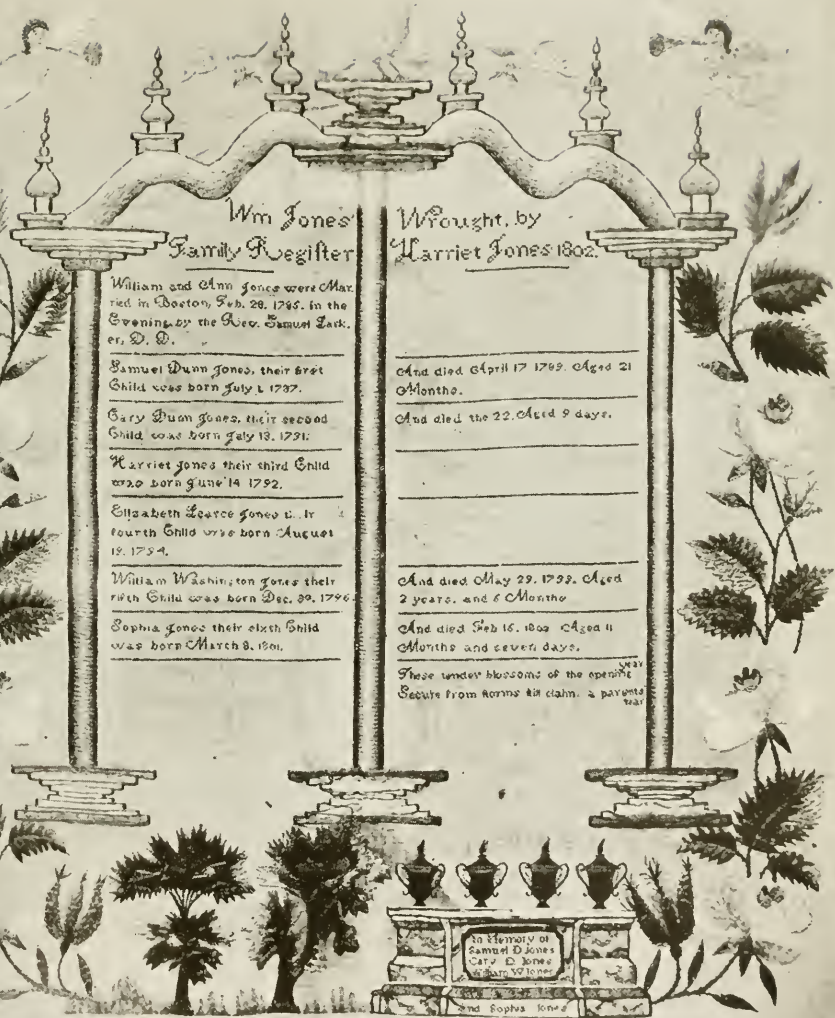 Wm Jones'
Family Register
Wrought, by
Harriet Jones 1802.
William and Ann Jones were Mar.
ried in Boston, Feb. 28. 1785. in the
Evening, by the Rev. Samuel Park.
er, D. D.
Samuel Dunn Jones, their first
Child was born July 1, 1787.
And died April 17 1789. Aged 21
Months.
Cary Dunn Jones, their second
Child was born July 13. 1791.
And died the 22. Aged 9 days.
Harriet Jones their third Child
was born June 14 1792.
Elisabeth Jones
fourth Child was born August
19. 1794.
William Washington Jones their
fifth Child was born Dec. 1796
And died May 29. 1799. Aged
2 years. and 6 Months
Sophia Jones their sixth Child
was born March 8. 1801.
And died Feb 15. 1802 Aged 11
Months and seven days.
These tender blossoms of the opening
year
Secure from storms still claim, a parents
tear
In Memory of
Samuel D Jones
Cary D. Jones
William W Jones
and Sophia Jones